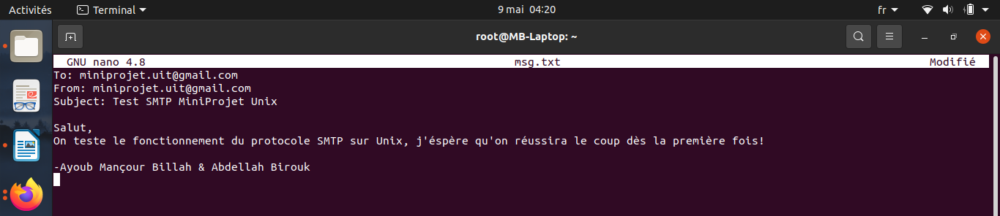 Activités Terminal 9 mai 04:20 fr
root@MB-Laptop: ~
GNU nano 4.8 msg.txt Modifié
To: miniprojet.uit@gmail.com
From: miniprojet.uit@gmail.com
Subject: Test SMTP MiniProjet Unix
Salut,
On teste le fonctionnement du protocole SMTP sur Unix, j'éspère qu'on réussira le coup dès la première fois!
-Ayoub Mançour Billah & Abdellah Birouk